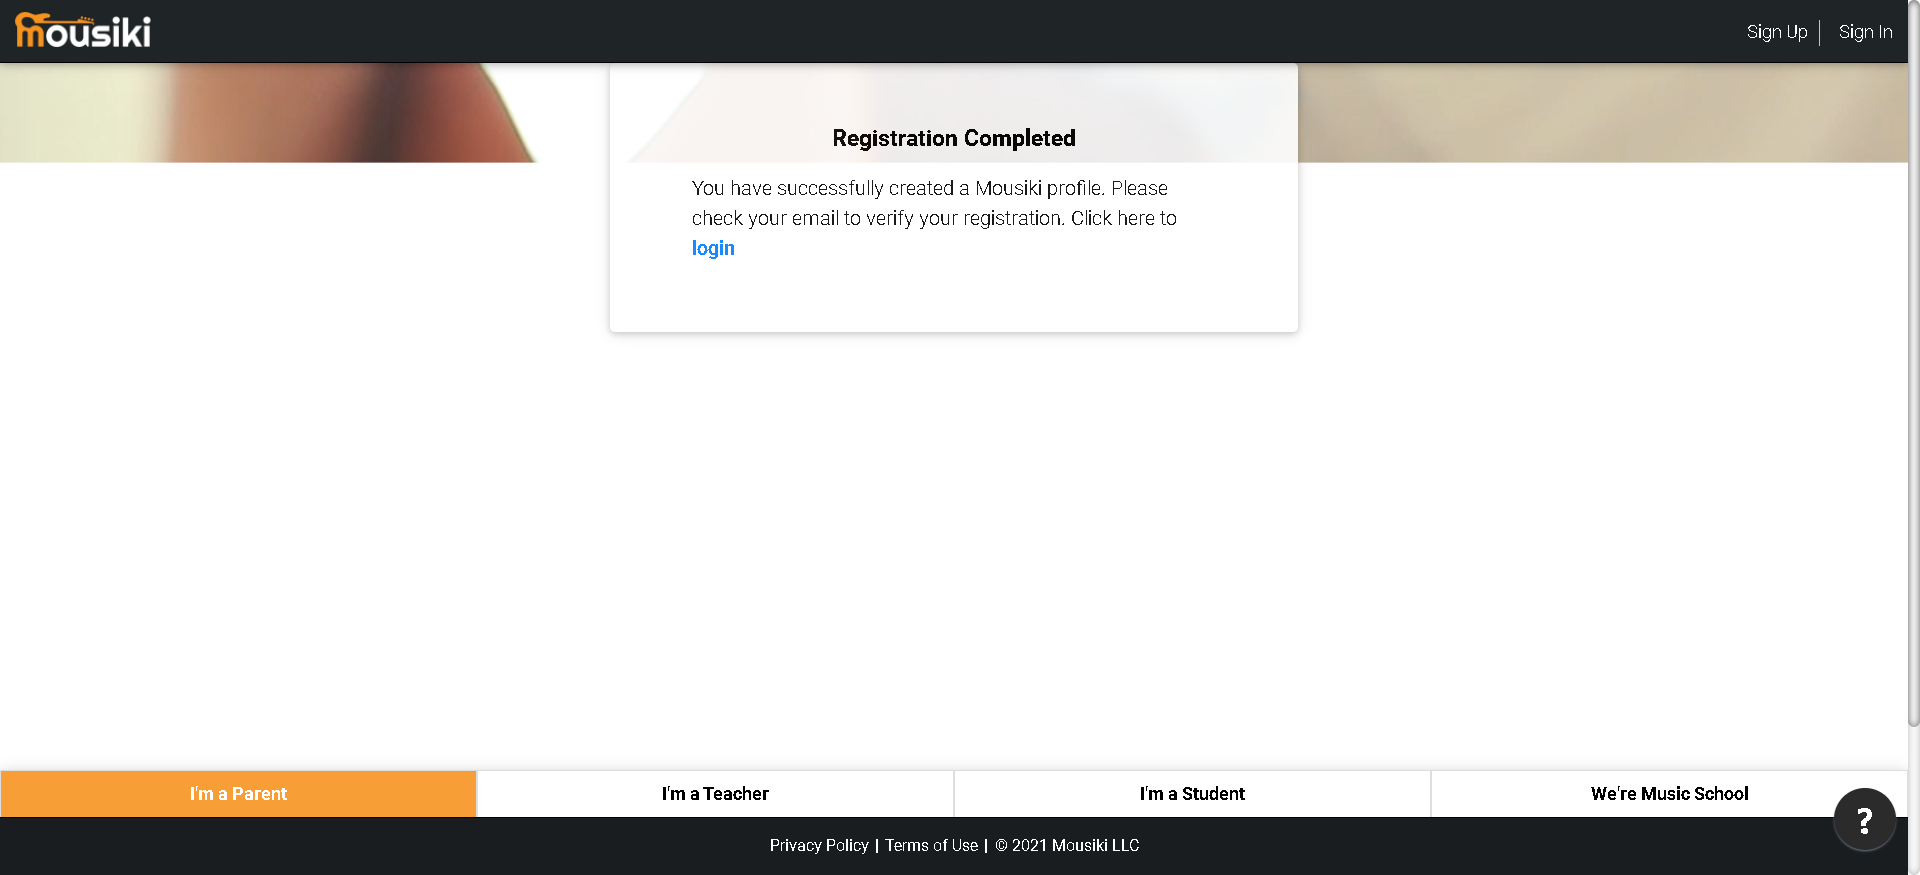 mousiki
Sign Up
Sign In
Registration Completed
You have successfully created a Mousiki profile. Please
check your email to verify your registration. Click here to
login
I'm a Parent
I'm a Teacher
I'm a Student
We're Music School
?
Privacy Policy | Terms of Use | © 2021 Mousiki LLC